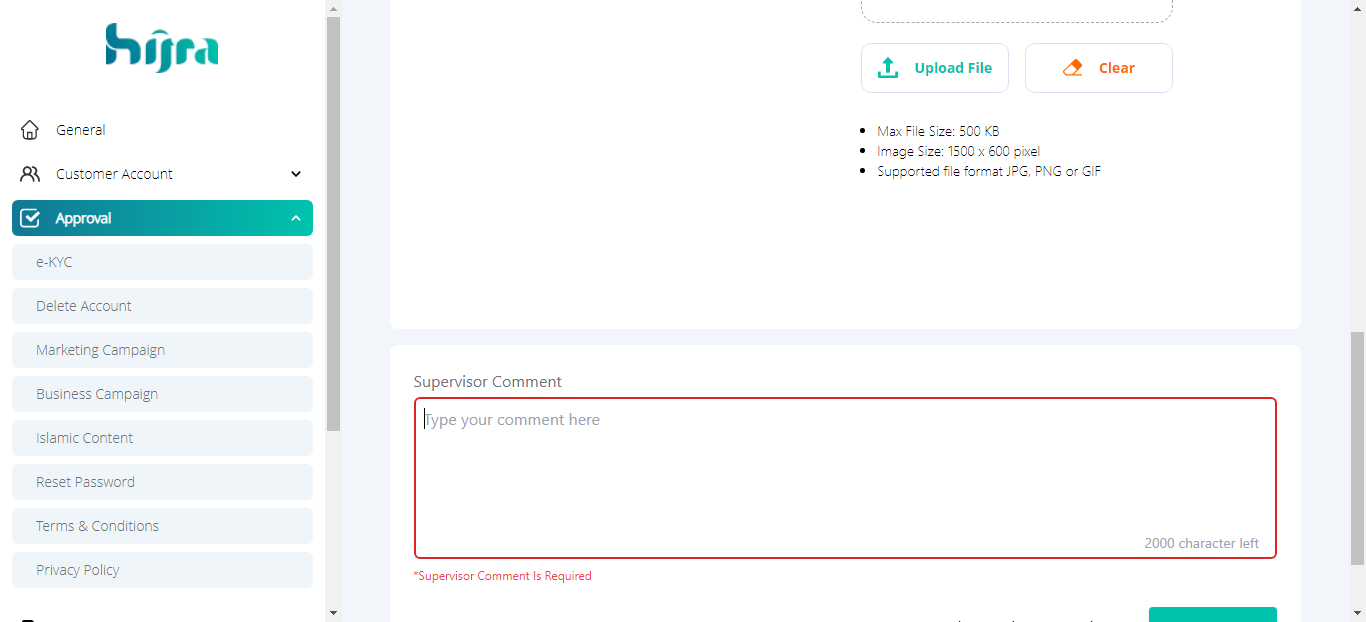 hijra
General
Customer Account
Approval
e-KYC
Delete Account
Marketing Campaign
Business Campaign
Islamic Content
Reset Password
Terms & Conditions
Privacy Policy
Upload File
Clear
Max File Size: 500 KB
Image Size: 1500 x 600 pixel
Supported file format JPG, PNG or GIF
Supervisor Comment
Type your comment here
2000 character left
*Supervisor Comment Is Required